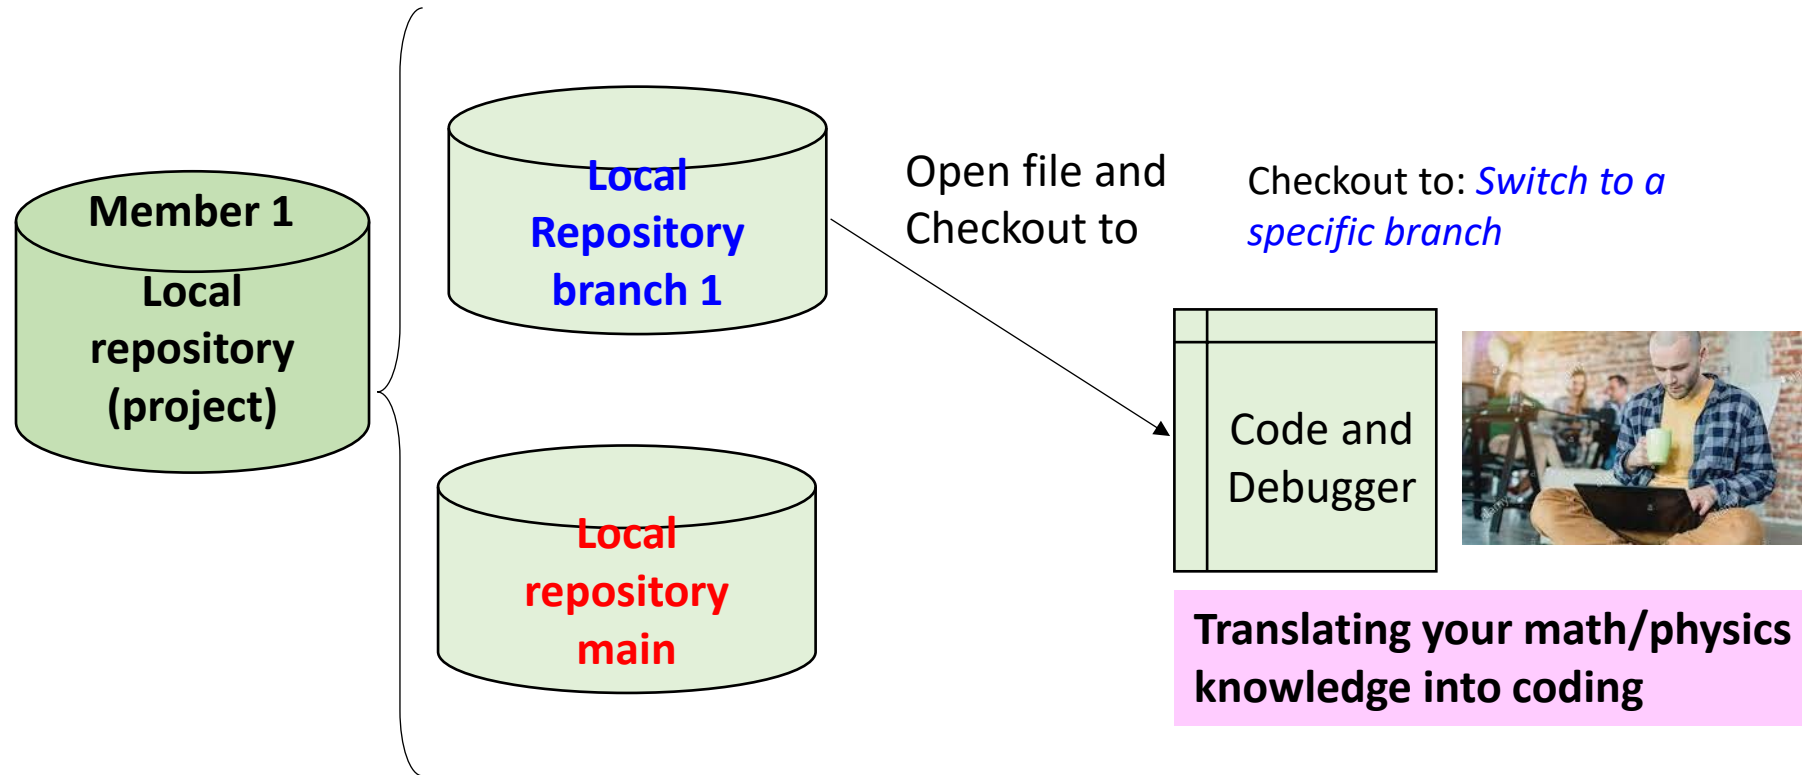 Member 1
Local
repository
(project)
Local
Repository
branch 1
Local
repository
main
Open file and
Checkout to
Checkout to: Switch to a
specific branch
Code and
Debugger
Translating your math/physics
knowledge into coding